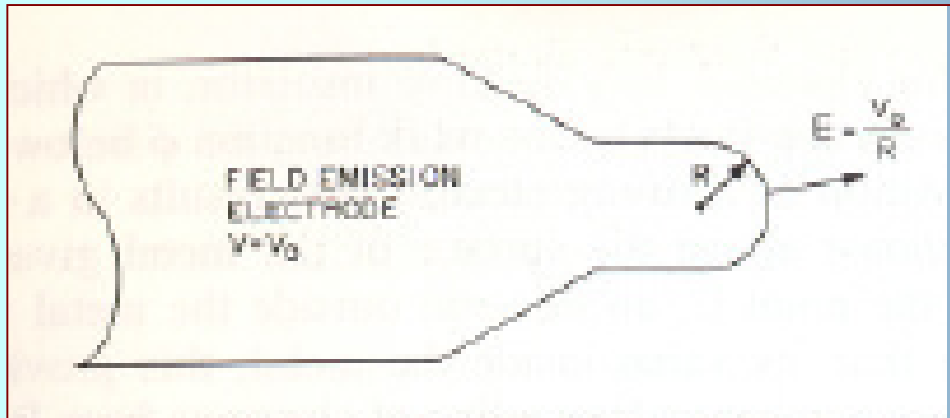 FIELD EMISSION
ELECTRODE
V=V₀
R
E = V₀/R